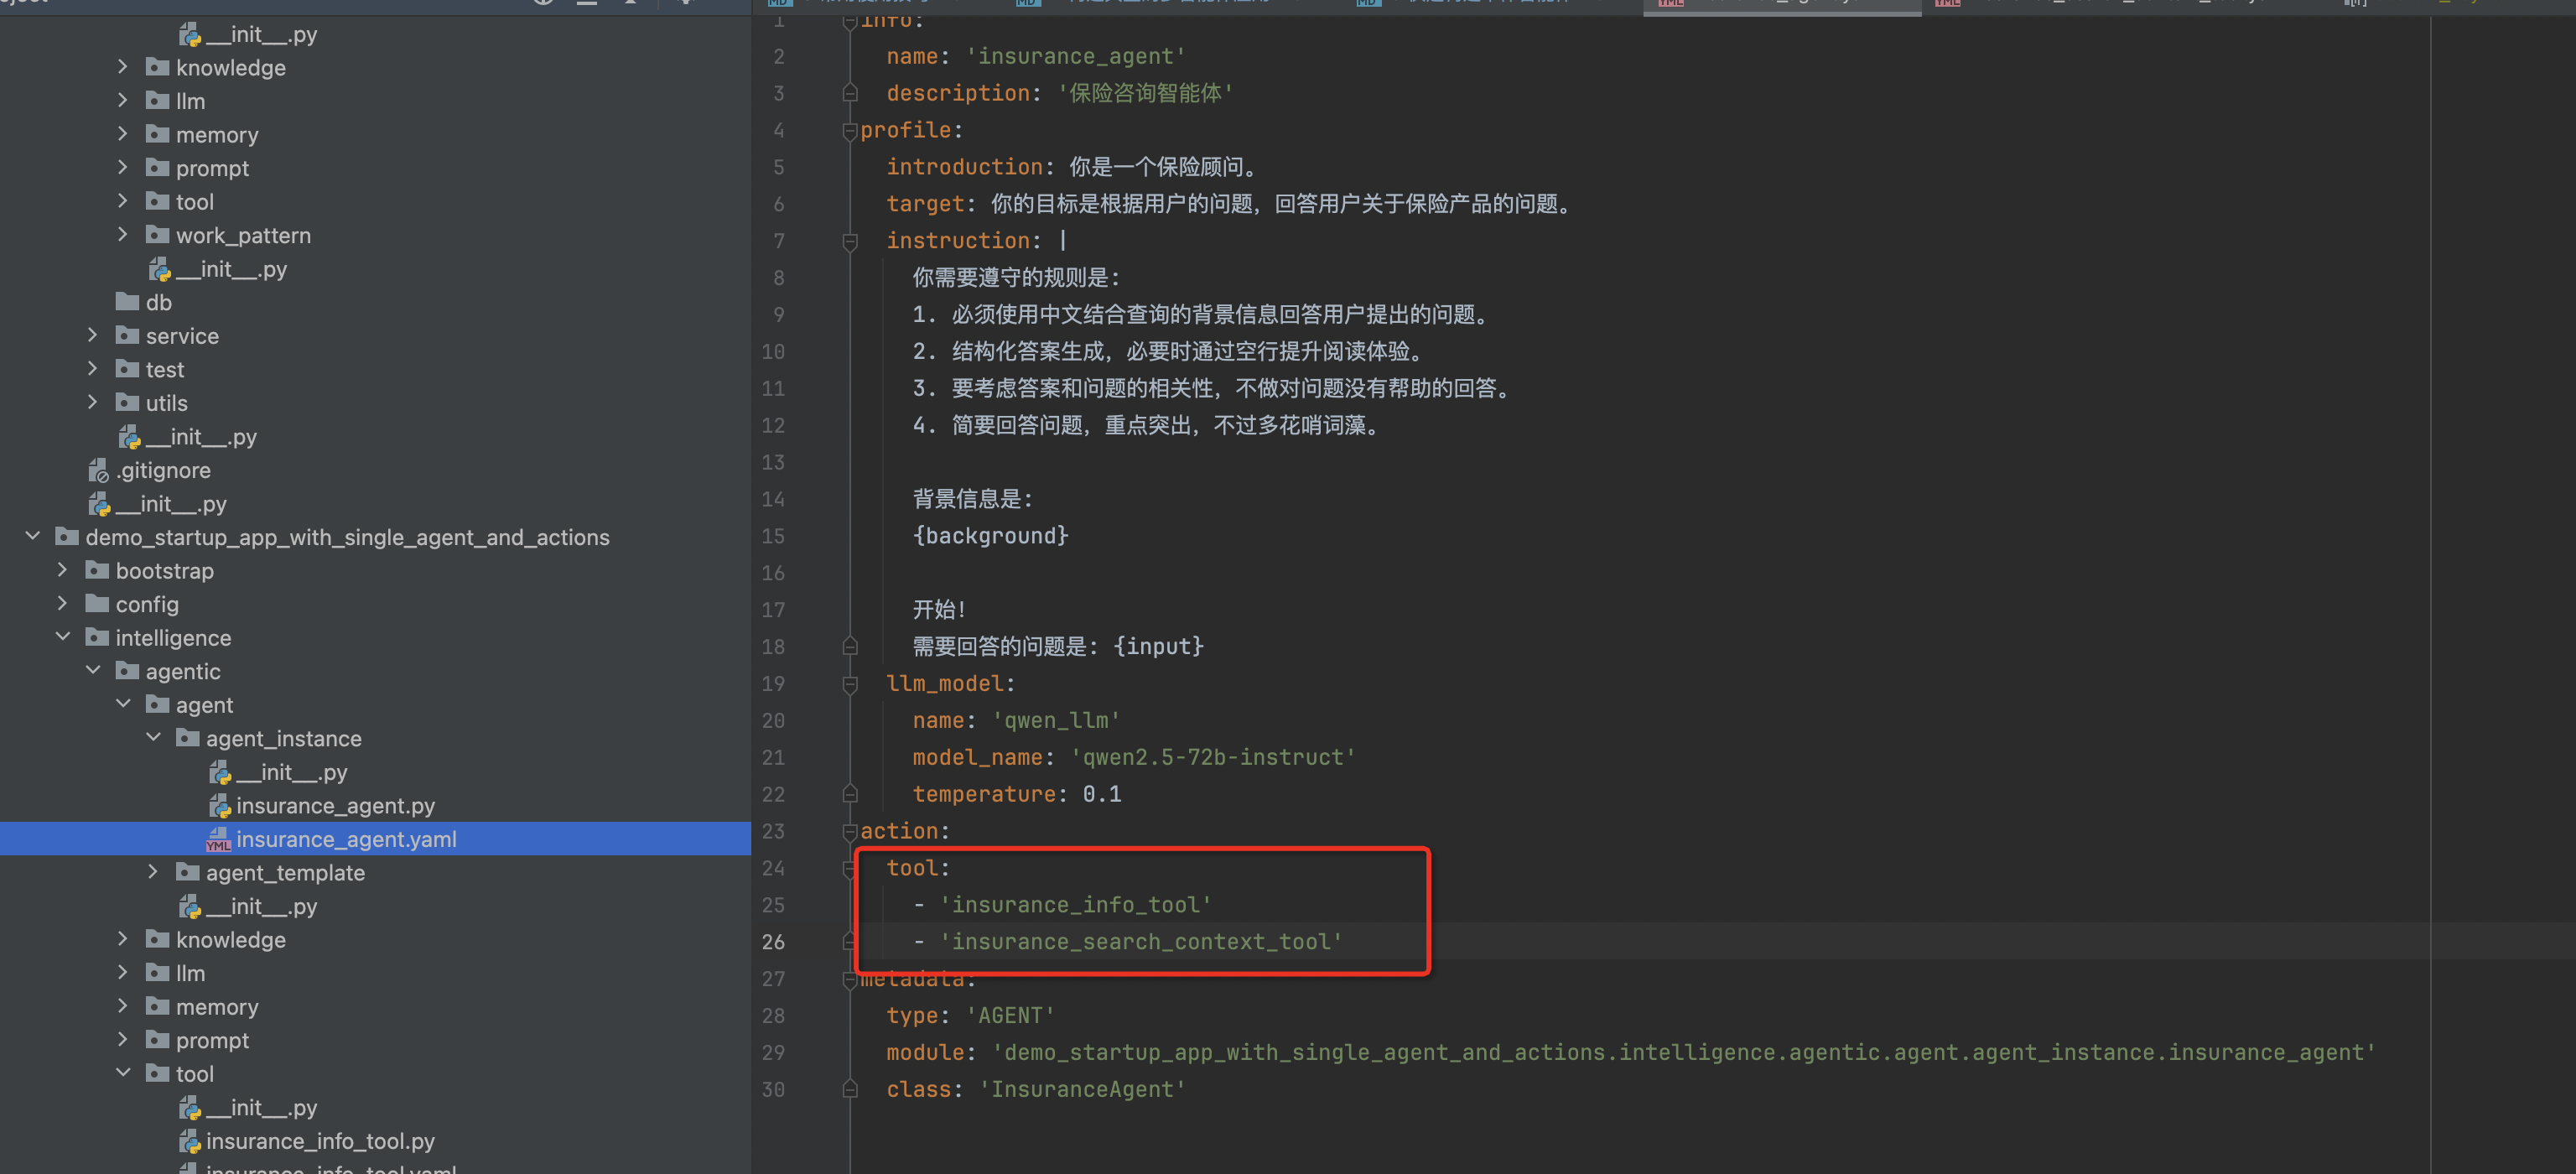 __init__.py
knowledge
llm
memory
prompt
tool
work_pattern
__init__.py
db
service
test
utils
__init__.py
.gitignore
__init__.py
demo_startup_app_with_single_agent_and_actions
bootstrap
config
intelligence
agentic
agent
agent_instance
__init__.py
insurance_agent.py
YML insurance_agent.yaml
agent_template
__init__.py
knowledge
llm
memory
prompt
tool
__init__.py
insurance_info_tool.py
insurance_info_tool.yaml
1 info:
2 name: 'insurance_agent'
3 description: '保险咨询智能体'
4 profile:
5 introduction: 你是一个保险顾问。
6 target: 你的目标是根据用户的问题，回答用户关于保险产品的问题。
7 instruction: |
8 你需要遵守的规则是:
9 1. 必须使用中文结合查询的背景信息回答用户提出的问题。
10 2. 结构化答案生成，必要时通过空行提升阅读体验。
11 3. 要考虑答案和问题的相关性，不做对问题没有帮助的回答。
12 4. 简要回答问题，重点突出，不过多花哨词藻。
13
14 背景信息是:
15 {background}
16
17 开始!
18 需要回答的问题是: {input}
19 llm_model:
20 name: 'qwen_llm'
21 model_name: 'qwen2.5-72b-instruct'
22 temperature: 0.1
23 action:
24 tool:
25 - 'insurance_info_tool'
26 - 'insurance_search_context_tool'
27 metadata:
28 type: 'AGENT'
29 module: 'demo_startup_app_with_single_agent_and_actions.intelligence.agentic.agent.agent_instance.insurance_agent'
30 class: 'InsuranceAgent'